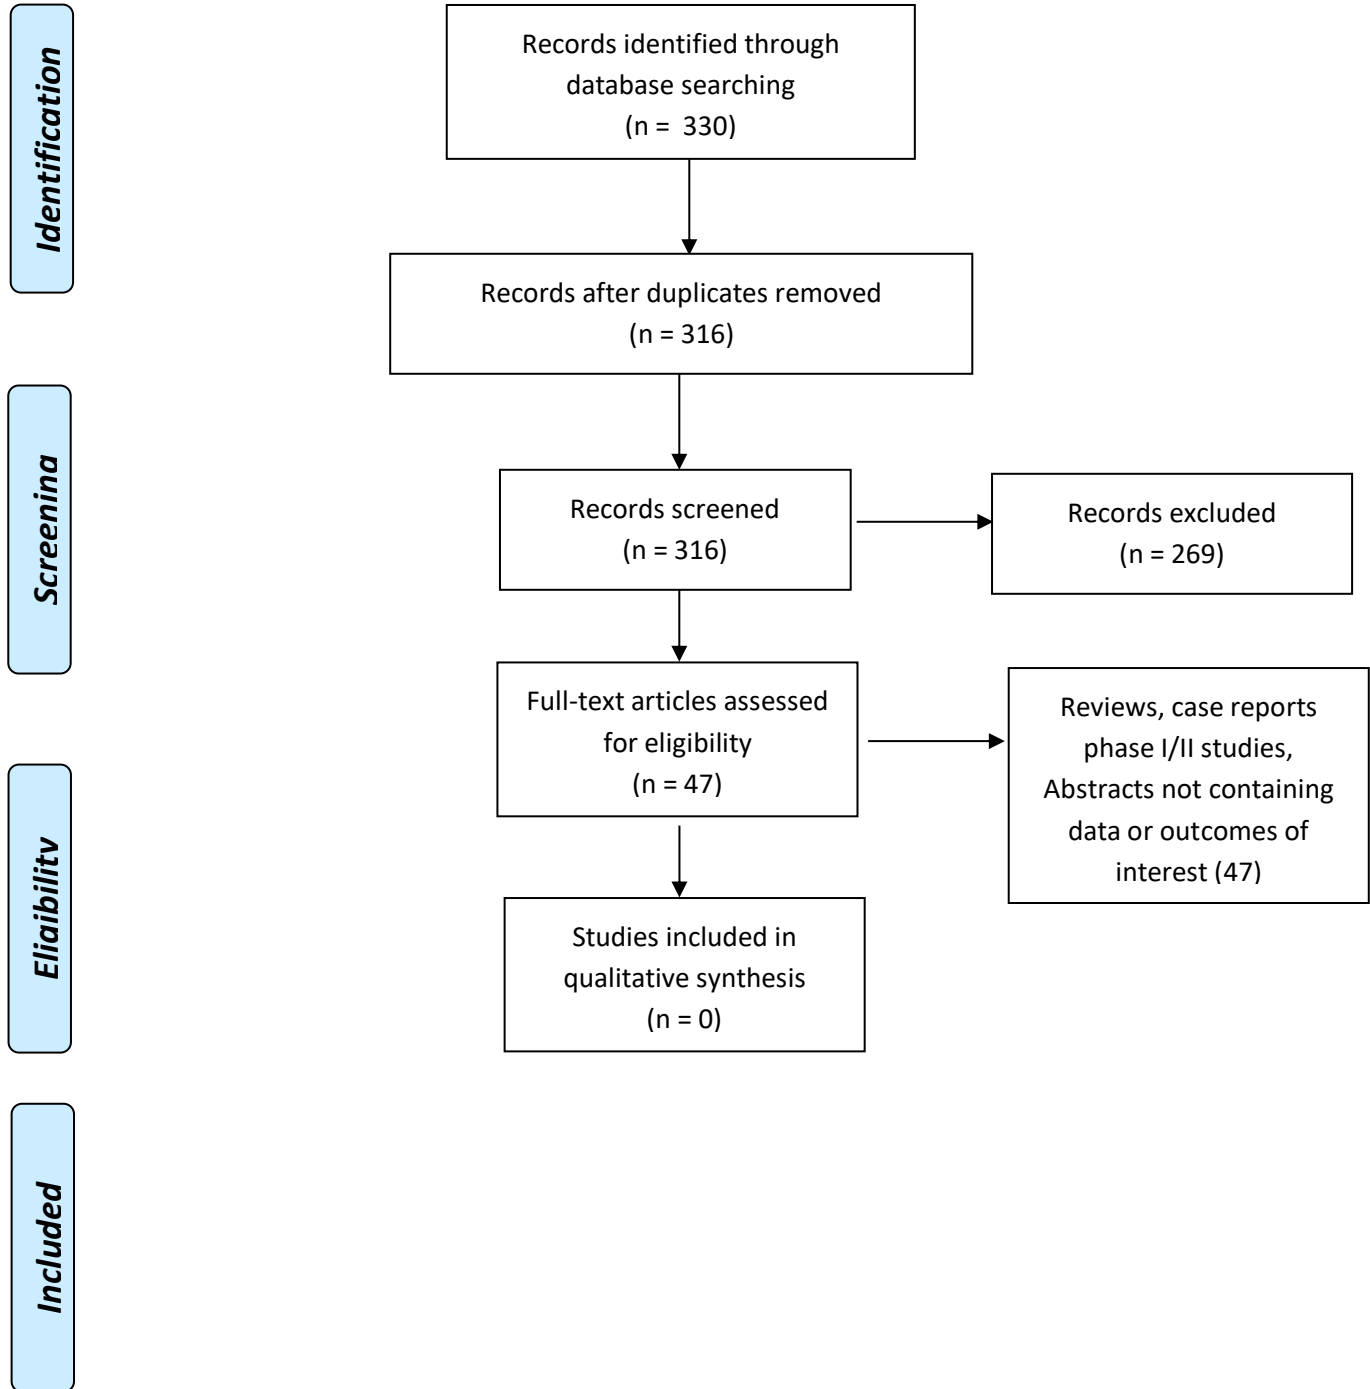 Identification
Records identified through
database searching
(n =  330)
Records after duplicates removed
(n = 316)
Screening
Records screened
(n = 316)
Records excluded
(n = 269)
Full-text articles assessed
for eligibility
(n = 47)
Reviews, case reports
phase I/II studies,
Abstracts not containing
data or outcomes of
interest (47)
Eligibility
Studies included in
qualitative synthesis
(n = 0)
Included